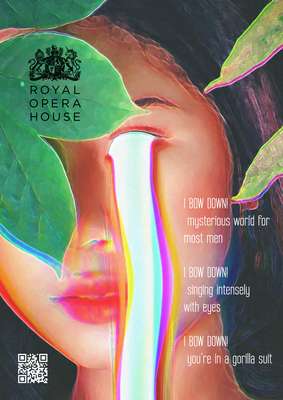 ROYAL
OPERA
HOUSE
I BOW DOWN!
mysterious world for
most men
I BOW DOWN!
singing intensely
with eyes
I BOW DOWN!
you're in a gorilla suit